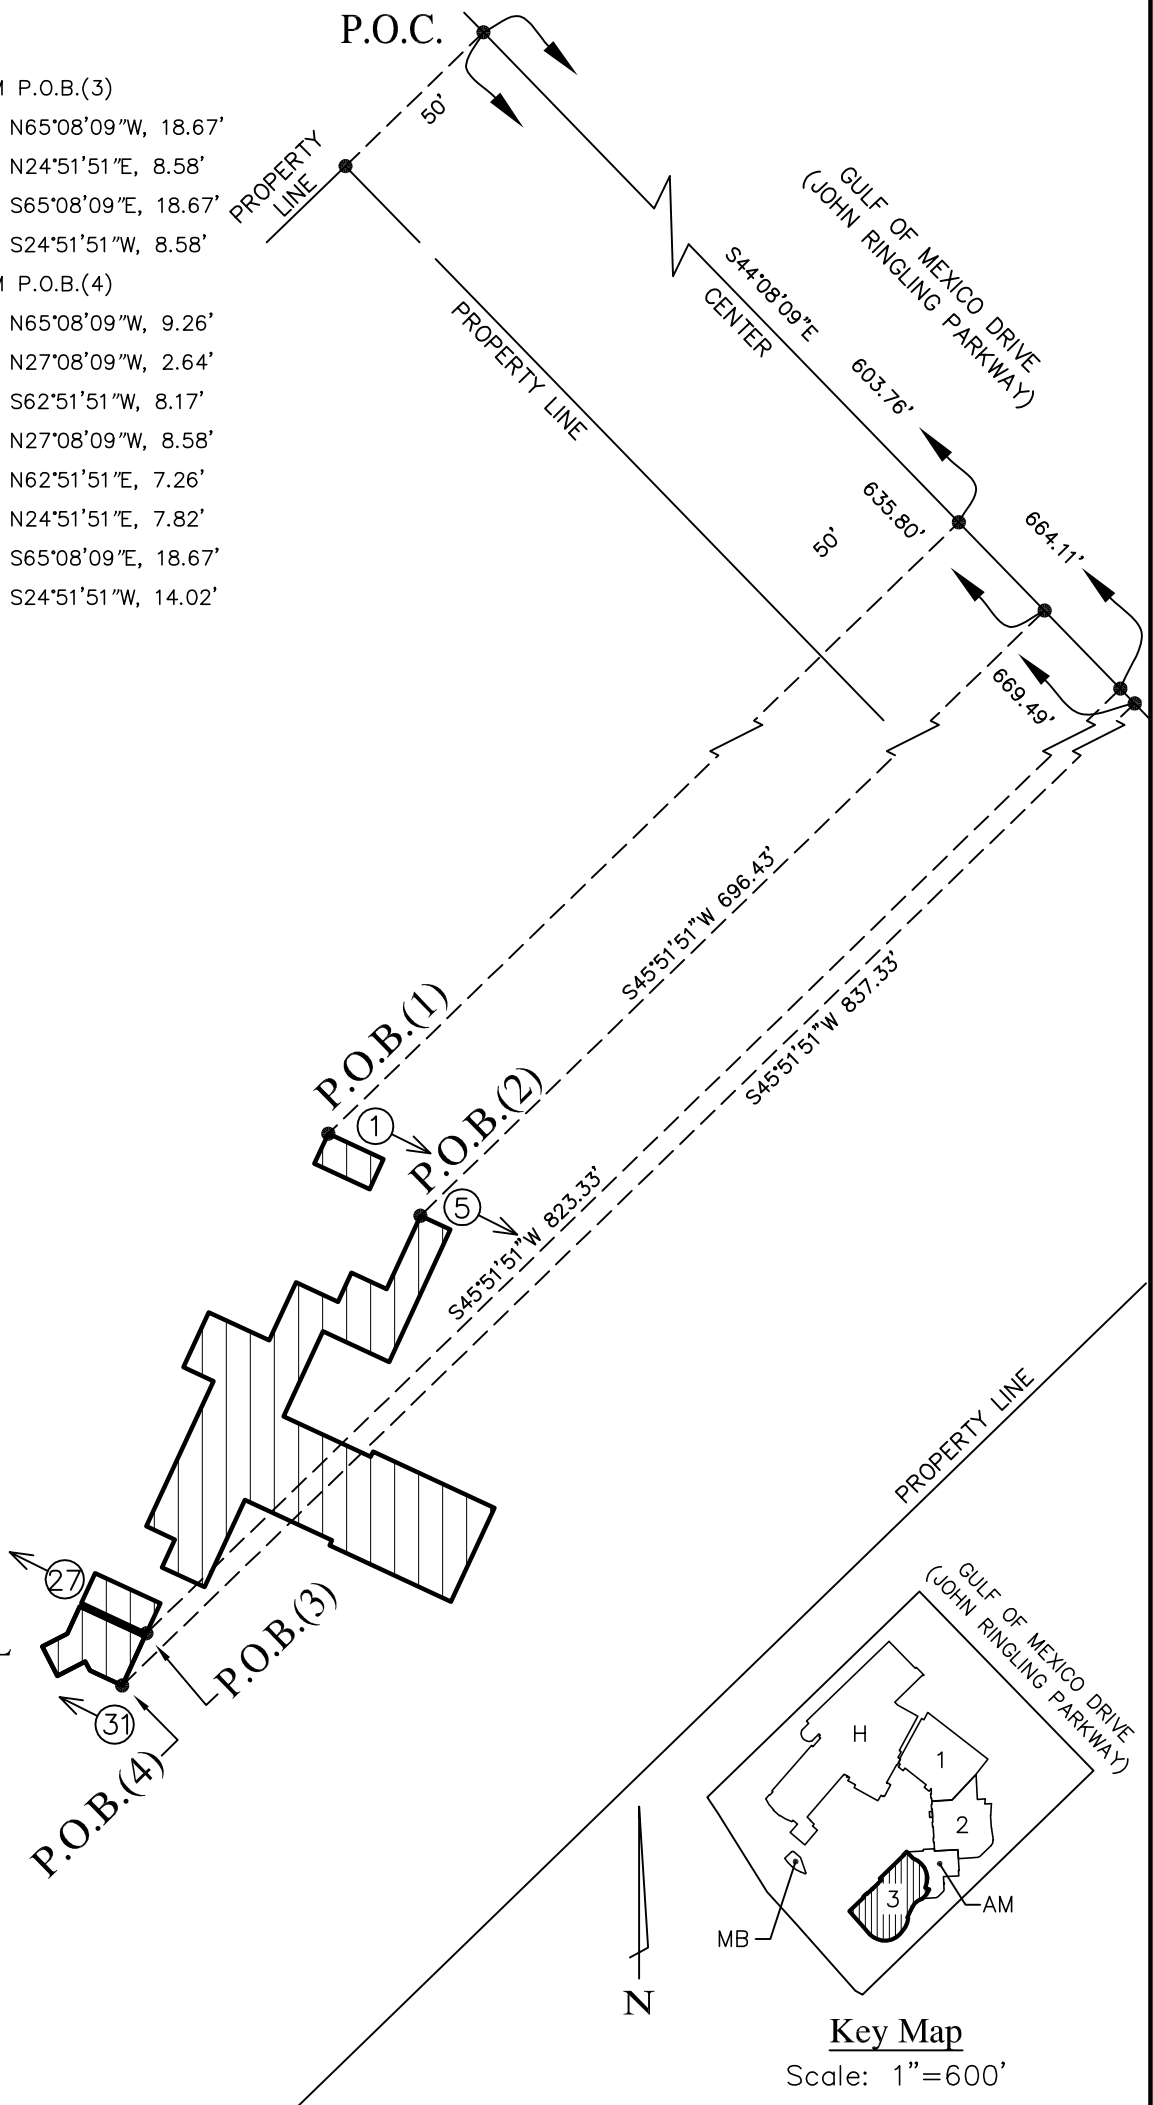 P.O.C.
P.O.B.(3)
N65°08'09"W, 18.67'
N24°51'51"E, 8.58'
S65°08'09"E, 18.67'
S24°51'51"W, 8.58'
P.O.B.(4)
N65°08'09"W, 9.26'
N27°08'09"W, 2.64'
S62°51'51"W, 8.17'
N27°08'09"W, 8.58'
N62°51'51"E, 7.26'
N24°51'51"E, 7.82'
S65°08'09"E, 18.67'
S24°51'51"W, 14.02'
50'
PROPERTY
LINE
GULF OF MEXICO DRIVE
(JOHN RINGLING PARKWAY)
S44°08'09"E
CENTER
PROPERTY LINE
603.76'
635.80'
50'
664.11'
669.49'
S45°51'51"W 696.43'
S45°51'51"W 837.33'
P.O.B.(1)
1
P.O.B.(2)
5
S45°51'51"W 823.33'
PROPERTY LINE
27
P.O.B.(3)
31
P.O.B.(4)
GULF OF MEXICO DRIVE
(JOHN RINGLING PARKWAY)
H
1
2
3
AM
MB
N
Key Map
Scale: 1"=600'